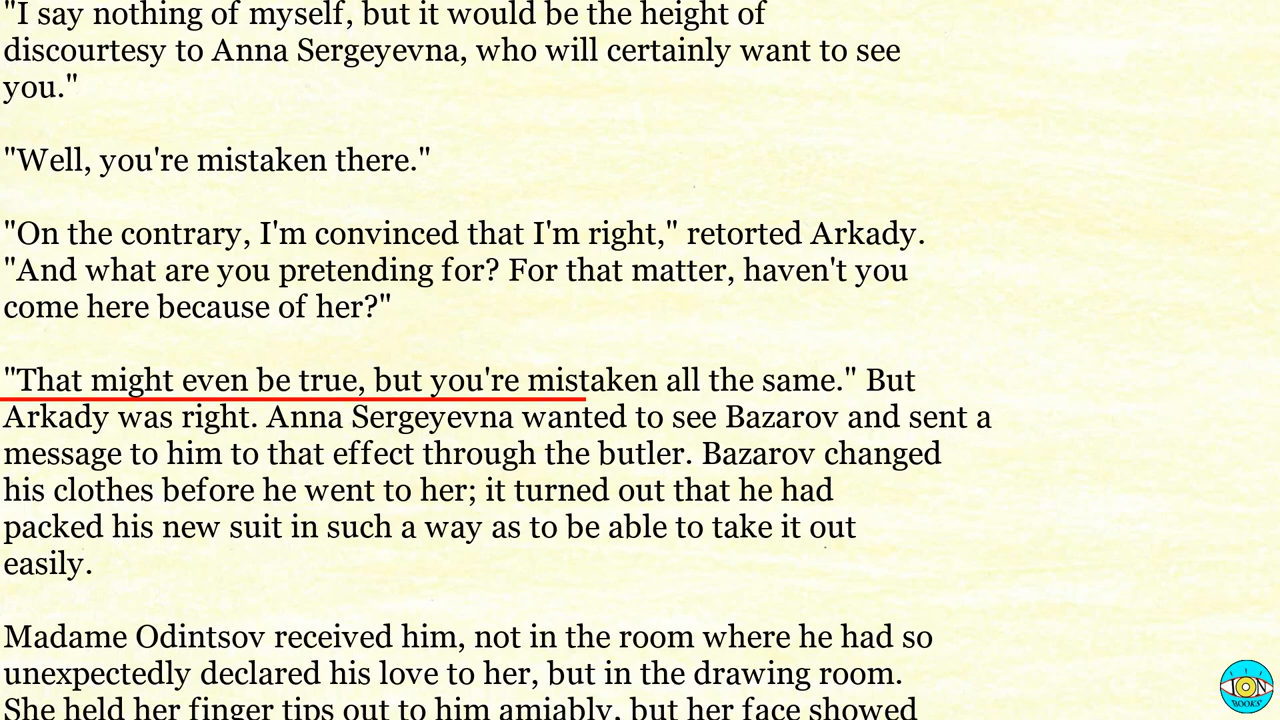 "I say nothing of myself, but it would be the height of
discourtesy to Anna Sergeyevna, who will certainly want to see
you."
"Well, you're mistaken there."
"On the contrary, I'm convinced that I'm right," retorted Arkady.
"And what are you pretending for? For that matter, haven't you
come here because of her?"
"That might even be true, but you're mistaken all the same." But
Arkady was right. Anna Sergeyevna wanted to see Bazarov and sent a
message to him to that effect through the butler. Bazarov changed
his clothes before he went to her; it turned out that he had
packed his new suit in such a way as to be able to take it out
easily.
Madame Odintsov received him, not in the room where he had so
unexpectedly declared his love to her, but in the drawing room.
She held her finger tips out to him amiably, but her face showed
ION
BOOKS